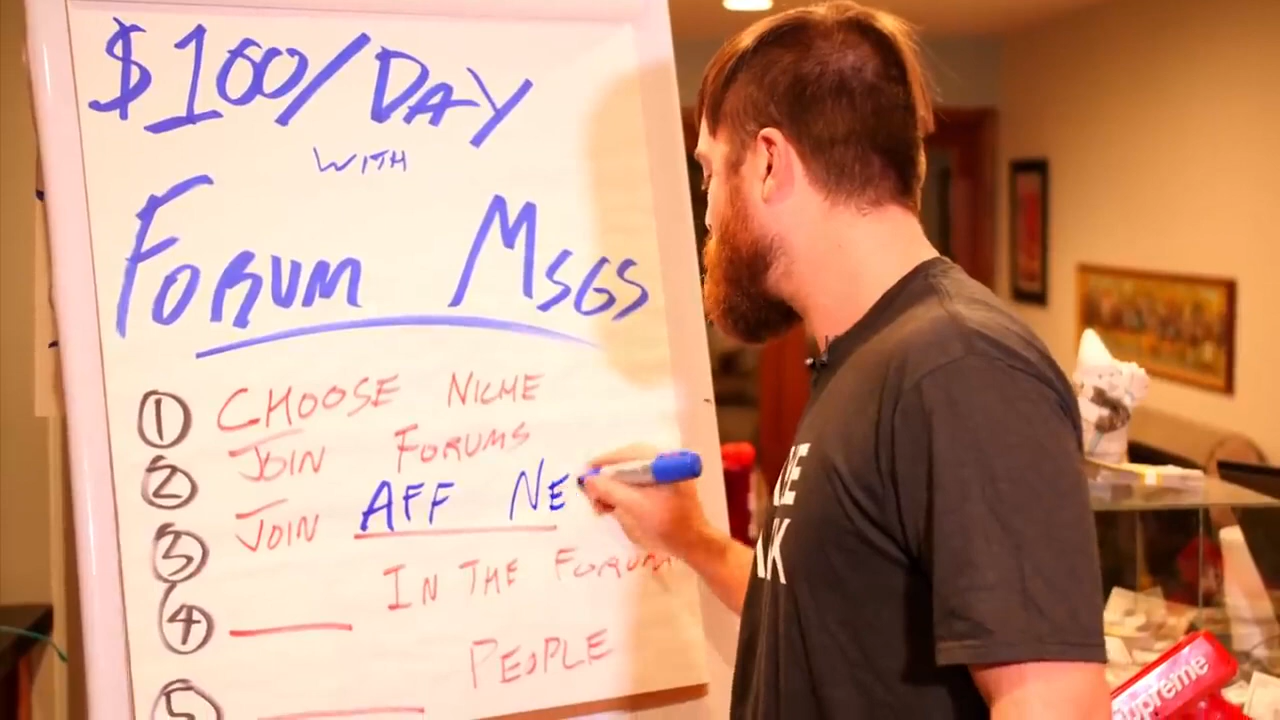 $100/DAY
WITH
FORUM MSGS
1 CHOOSE NICHE
2 JOIN FORUMS
3 JOIN AFF NE
4 IN THE FORUM
5 PEOPLE
Supreme